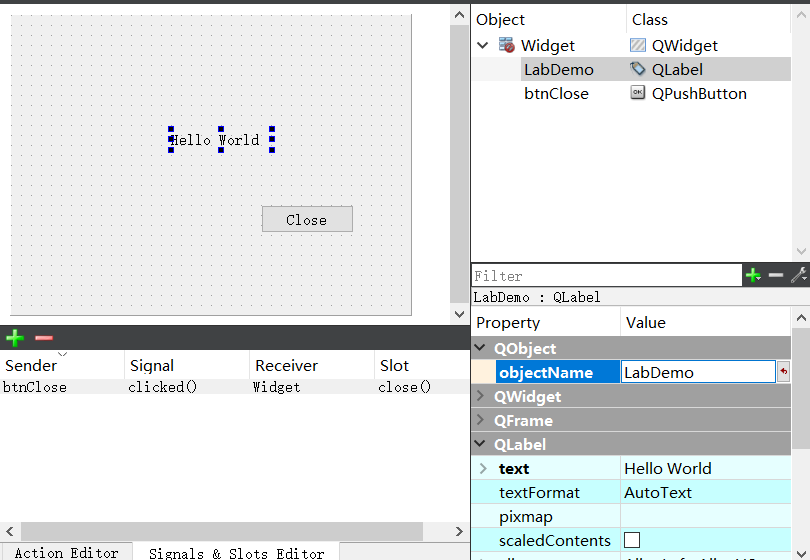 Hello World
Close
Sender Signal Receiver Slot
btnClose clicked() Widget close()
Action Editor Signals & Slots Editor
Object Class
Widget QWidget
LabDemo QLabel
btnClose OK QPushButton
Filter
LabDemo : QLabel
Property Value
QObject
objectName LabDemo
QWidget
QFrame
QLabel
text Hello World
textFormat AutoText
pixmap
scaledContents